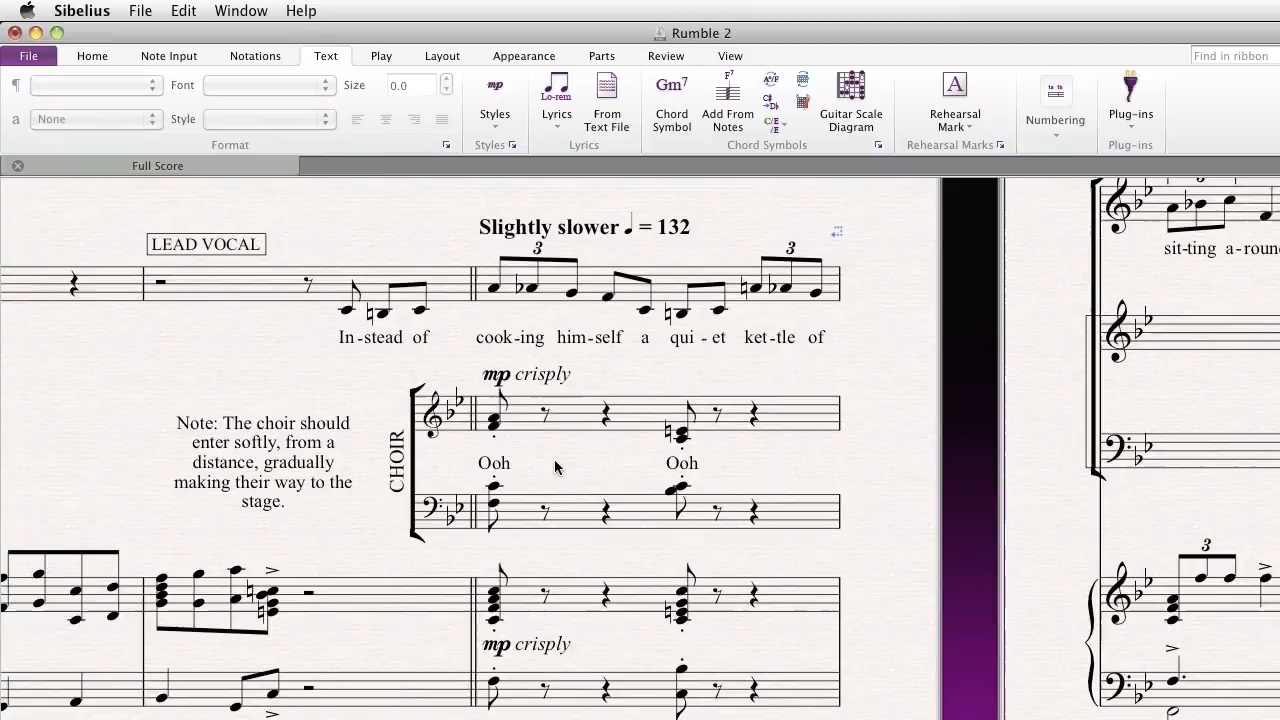 Sibelius File Edit Window Help
Rumble 2
File Home Note Input Notations Text Play Layout Appearance Parts Review View Find in ribbon
Font Size 0.0
None Style
Format
Styles
Styles
Lyrics
From Text File
Lyrics
Gm7 Chord Symbol
F7 Add From Notes
Guitar Scale Diagram
Chord Symbols
A Rehearsal Mark
Rehearsal Marks
Numbering
Plug-ins
Plug-ins
Full Score
Slightly slower ♩ = 132
LEAD VOCAL
3 3
In-stead of cook-ing him-self a qui - et ket-tle of
sit-ting a-roun
mp crisply
Note: The choir should
enter softly, from a
distance, gradually
making their way to the
stage.
CHOIR
Ooh Ooh
3
mp crisply